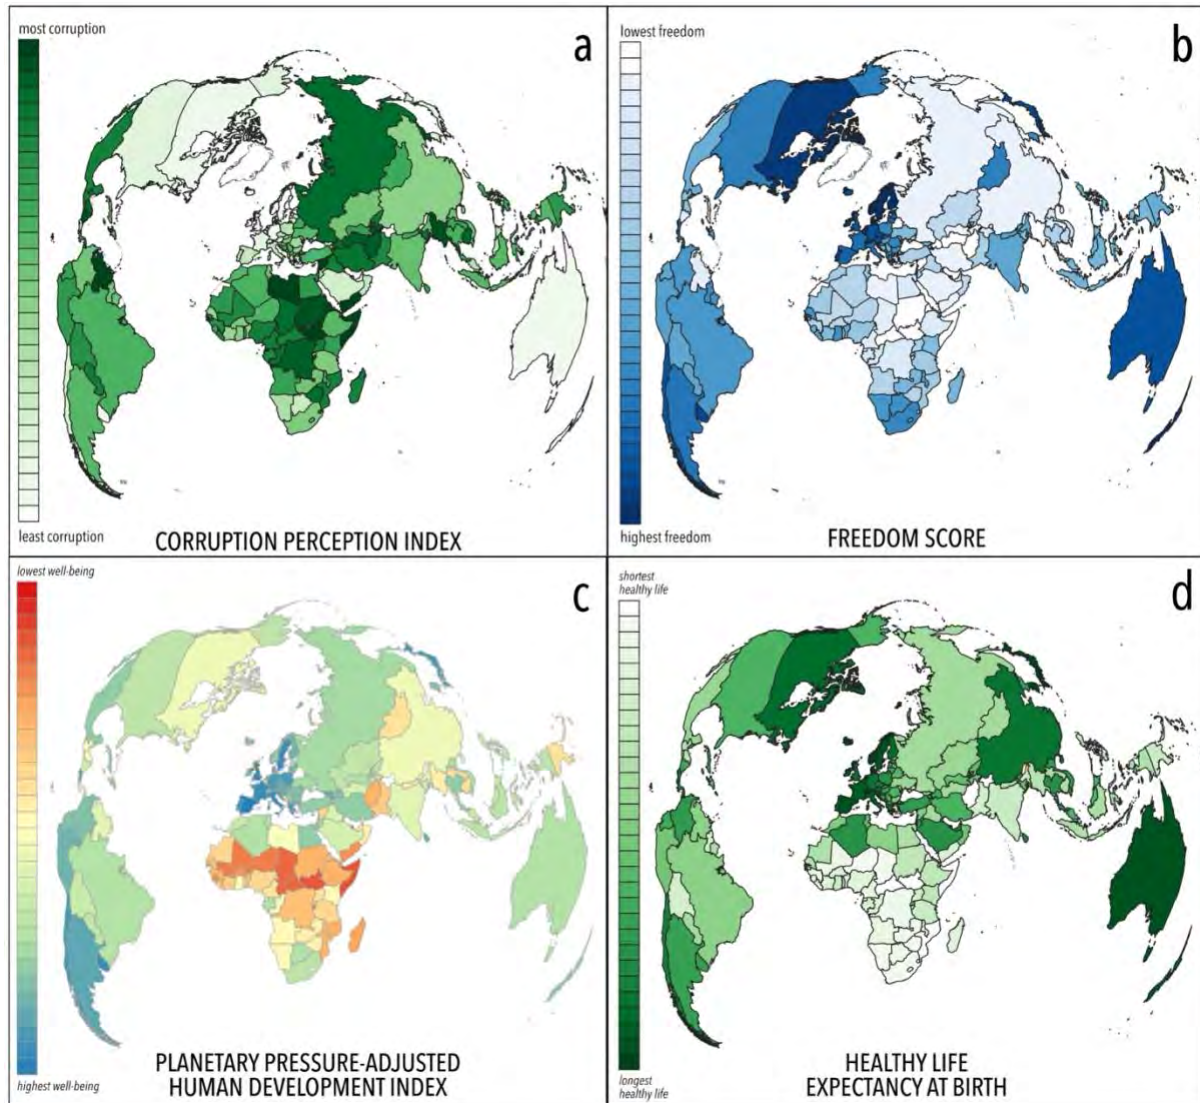 most corruption
a
least corruption
CORRUPTION PERCEPTION INDEX
lowest freedom
b
highest freedom
FREEDOM SCORE
lowest well-being
c
highest well-being
PLANETARY PRESSURE-ADJUSTED
HUMAN DEVELOPMENT INDEX
shortest
healthy life
d
longest
healthy life
HEALTHY LIFE
EXPECTANCY AT BIRTH